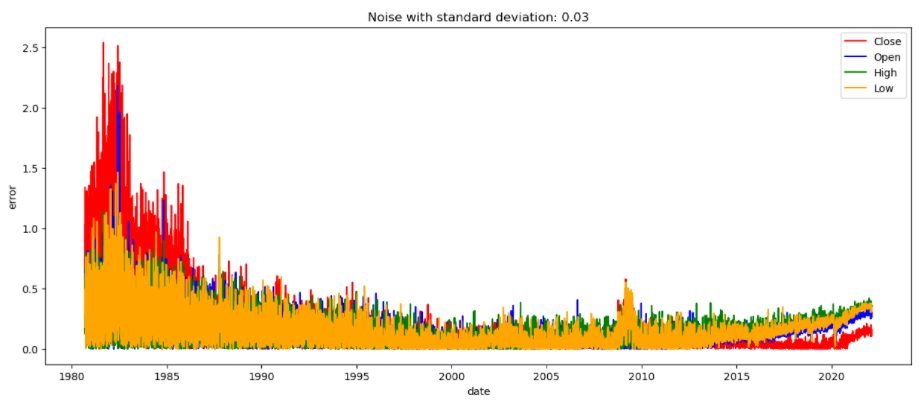 Noise with standard deviation: 0.03
Close
Open
High
Low
error
2.5
2.0
1.5
1.0
0.5
0.0
1980 1985 1990 1995 2000 2005 2010 2015 2020
date